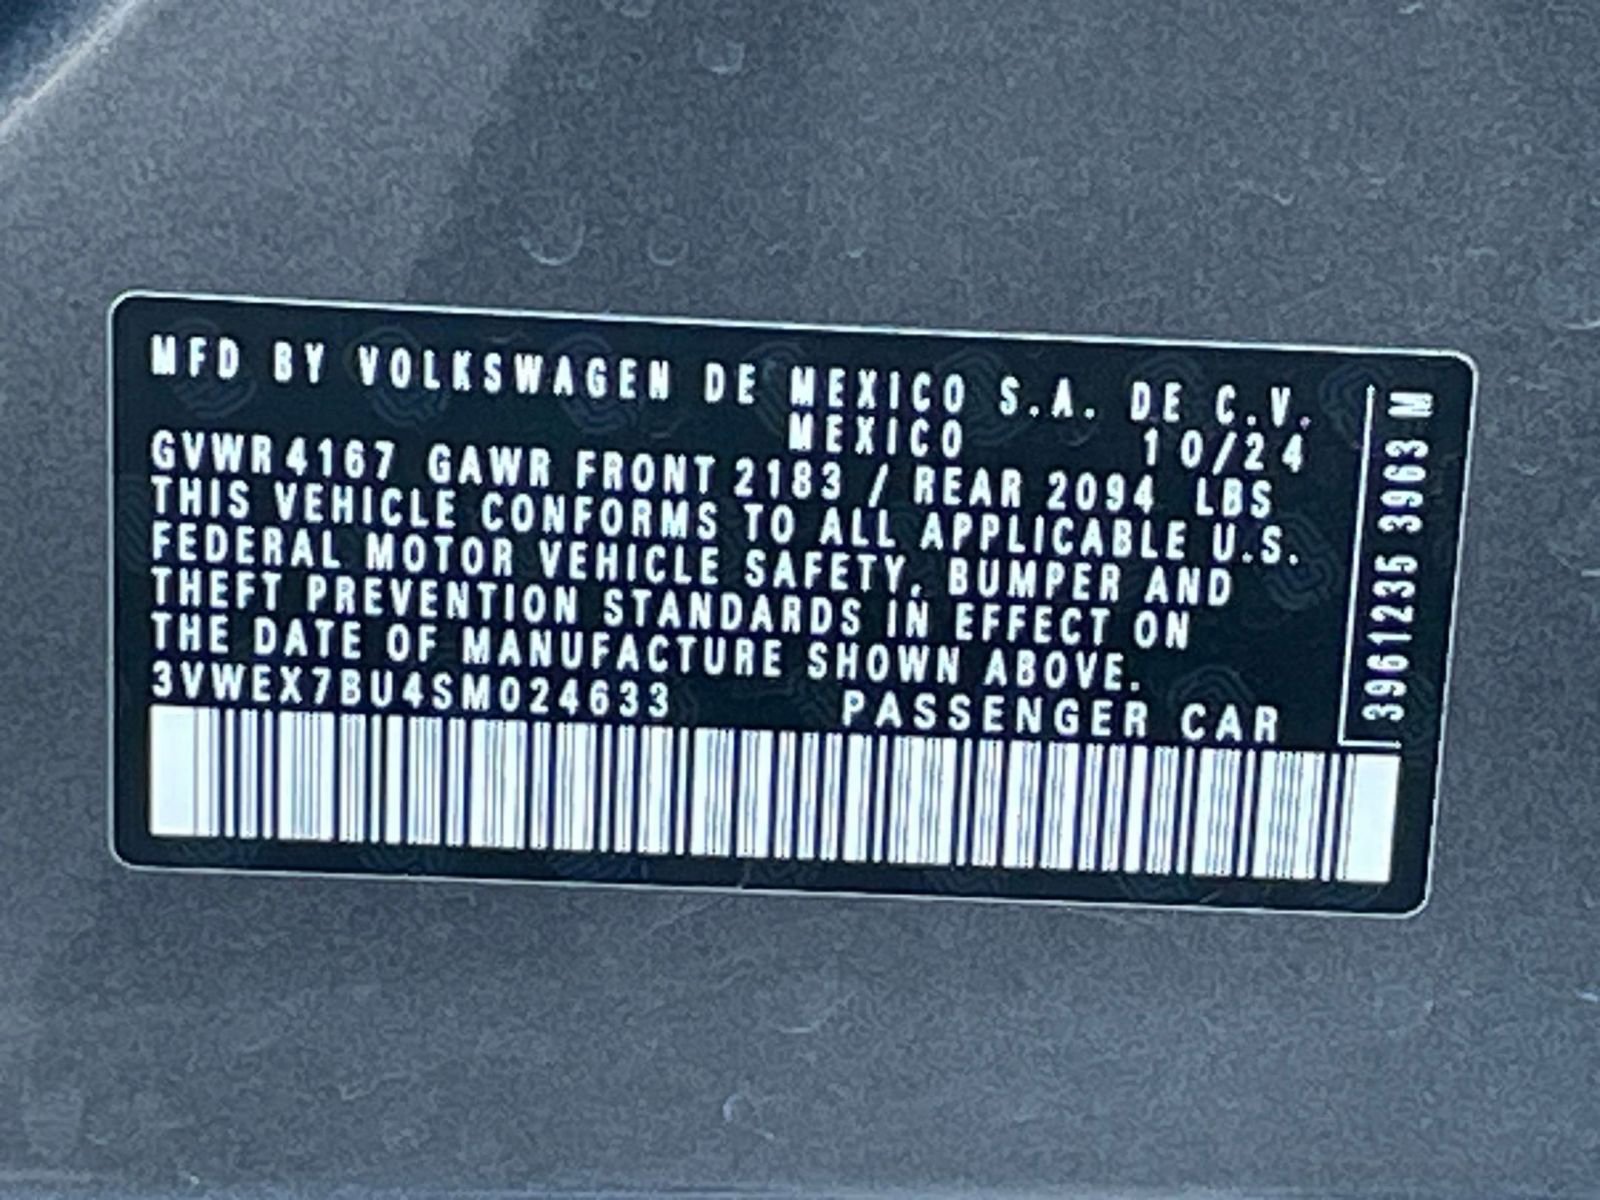 MFD BY VOLKSWAGEN DE MEXICO S.A. DE C.V.
MEXICO 10/24
GVWR 4167 GAWR FRONT 2183 / REAR 2094 LBS
THIS VEHICLE CONFORMS TO ALL APPLICABLE U.S.
FEDERAL MOTOR VEHICLE SAFETY, BUMPER AND
THEFT PREVENTION STANDARDS IN EFFECT ON
THE DATE OF MANUFACTURE SHOWN ABOVE.
3VWEX7BU4SM024633 PASSENGER CAR
3961235 3963 M